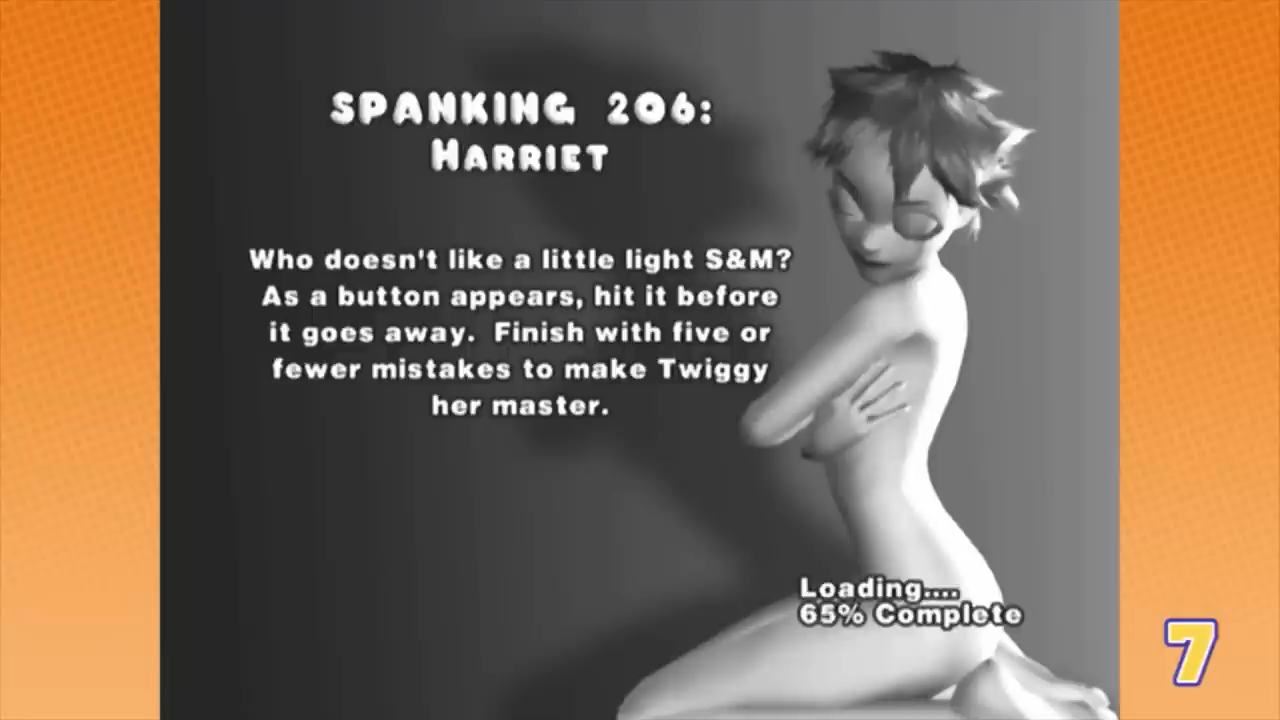 SPANKING 206:
HARRIET
Who doesn't like a little light S&M?
As a button appears, hit it before
it goes away. Finish with five or
fewer mistakes to make Twiggy
her master.
Loading....
65% Complete
7